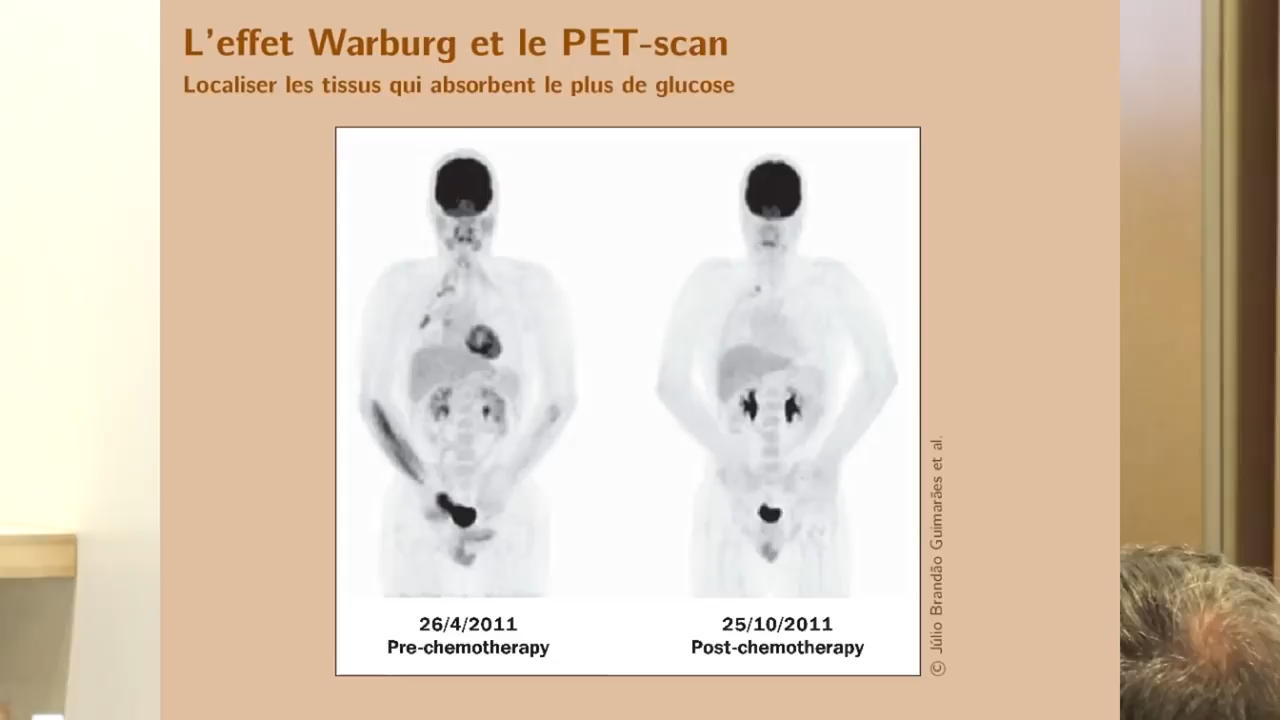 L'effet Warburg et le PET-scan
Localiser les tissus qui absorbent le plus de glucose
26/4/2011
Pre-chemotherapy
25/10/2011
Post-chemotherapy
© Júlio Brandão Guimarães et al.